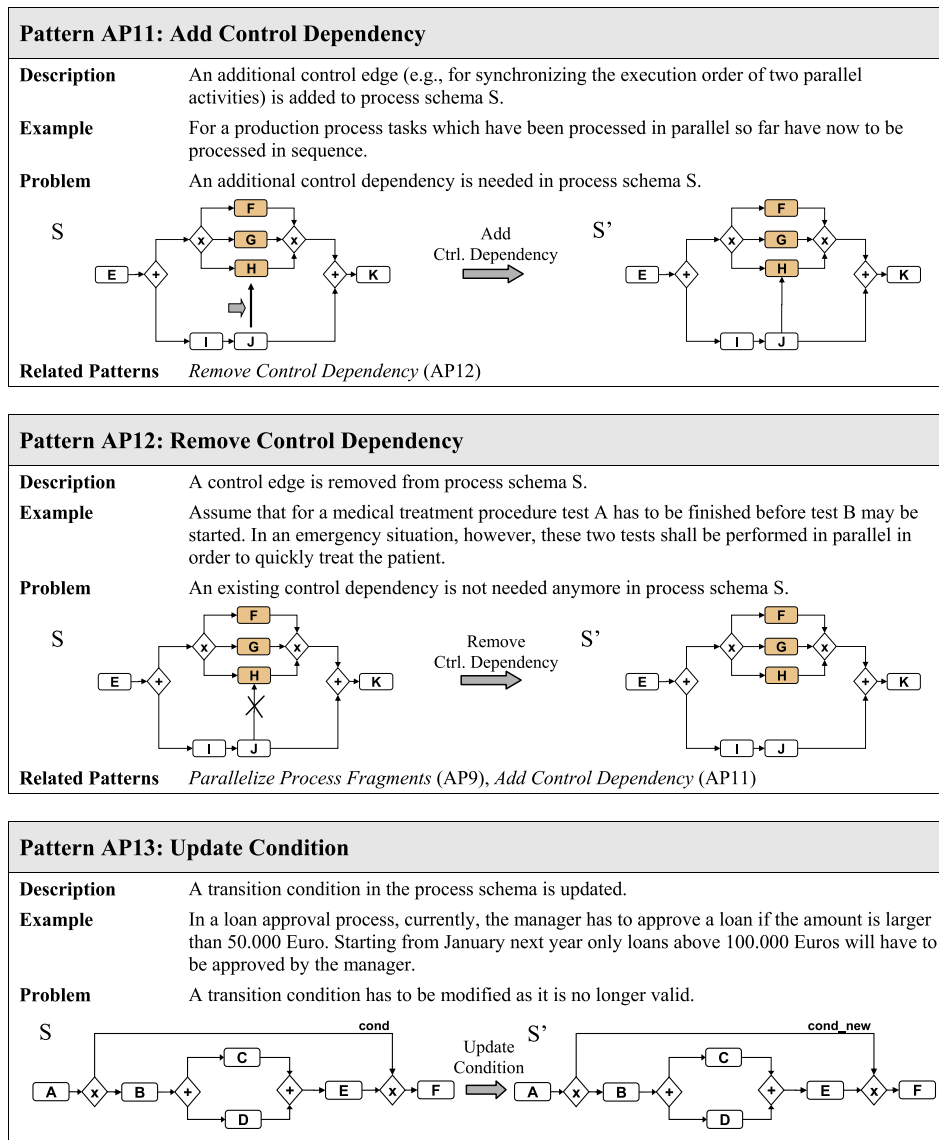 Pattern AP11: Add Control Dependency
Description An additional control edge (e.g., for synchronizing the execution order of two parallel
activities) is added to process schema S.
Example For a production process tasks which have been processed in parallel so far have now to be
processed in sequence.
Problem An additional control dependency is needed in process schema S.
S
F
x G x
H
E + + K
I J
Add
Ctrl. Dependency
S'
F
x G x
H
E + + K
I J
Related Patterns Remove Control Dependency (AP12)
Pattern AP12: Remove Control Dependency
Description A control edge is removed from process schema S.
Example Assume that for a medical treatment procedure test A has to be finished before test B may be
started. In an emergency situation, however, these two tests shall be performed in parallel in
order to quickly treat the patient.
Problem An existing control dependency is not needed anymore in process schema S.
S
F
x G x
H
E + + K
I J
Remove
Ctrl. Dependency
S'
F
x G x
H
E + + K
I J
Related Patterns Parallelize Process Fragments (AP9), Add Control Dependency (AP11)
Pattern AP13: Update Condition
Description A transition condition in the process schema is updated.
Example In a loan approval process, currently, the manager has to approve a loan if the amount is larger
than 50.000 Euro. Starting from January next year only loans above 100.000 Euros will have to
be approved by the manager.
Problem A transition condition has to be modified as it is no longer valid.
S
cond
C
A x B + + E x F
D
Update
Condition
S'
cond_new
C
A x B + + E x F
D